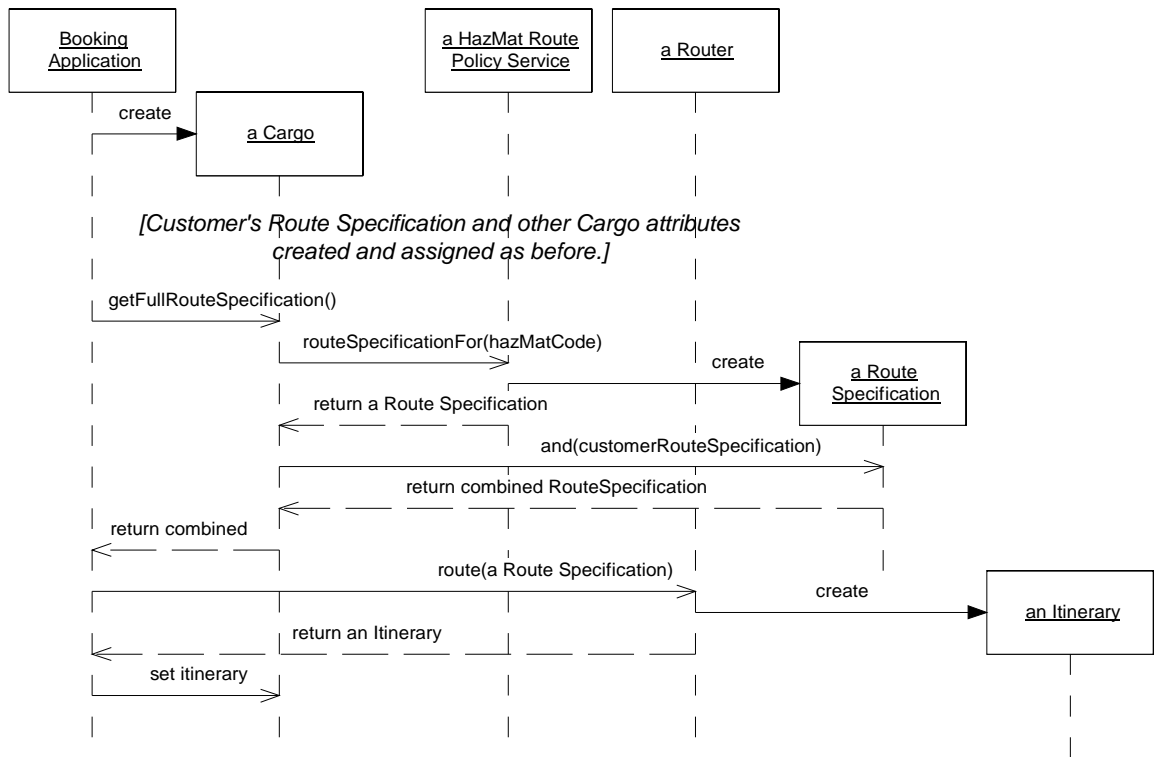 Booking
Application
a HazMat Route
Policy Service
a Router
create
a Cargo
[Customer's Route Specification and other Cargo attributes
created and assigned as before.]
getFullRouteSpecification()
routeSpecificationFor(hazMatCode)
create
a Route
Specification
return a Route Specification
and(customerRouteSpecification)
return combined RouteSpecification
return combined
route(a Route Specification)
create
an Itinerary
return an Itinerary
set itinerary